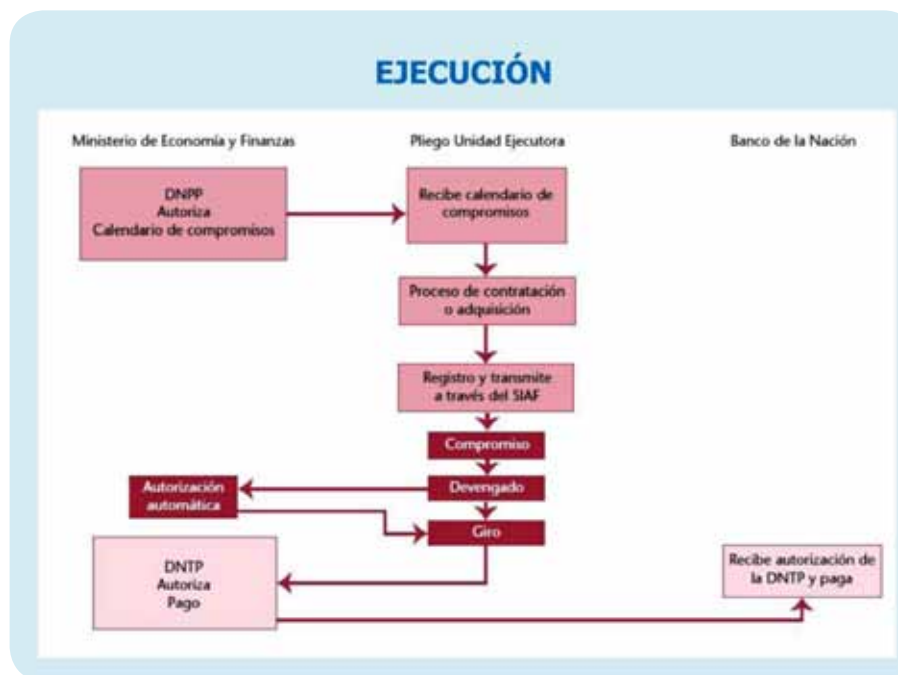 EJECUCIÓN
Ministerio de Economía y Finanzas
Pliego Unidad Ejecutora
Banco de la Nación
DNPP
Autoriza
Calendario de compromisos
Recibe calendario de
compromisos
Proceso de contratación
o adquisición
Registro y transmite
a través del SIAF
Compromiso
Autorización
automática
Devengado
Giro
DNTP
Autoriza
Pago
Recibe autorización de
la DNTP y paga